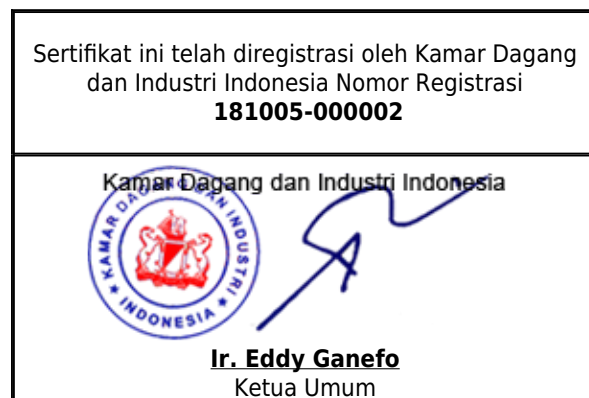 Sertifikat ini telah diregistrasi oleh Kamar Dagang
dan Industri Indonesia Nomor Registrasi
181005-000002
Kamar Dagang dan Industri Indonesia
KAMAR DAGANG DAN INDUSTRI
INDONESIA
Ir. Eddy Ganefo
Ketua Umum